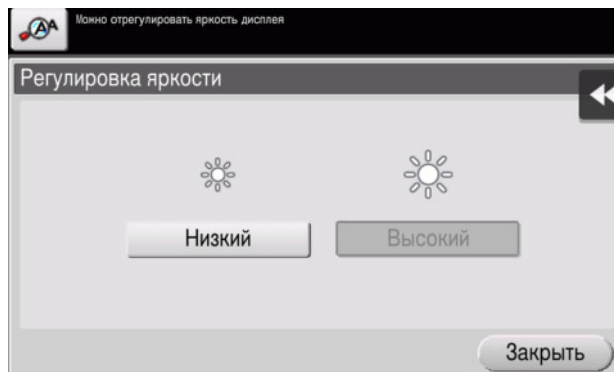 Можно отрегулировать яркость дисплея
Регулировка яркости
Низкий
Высокий
Закрыть